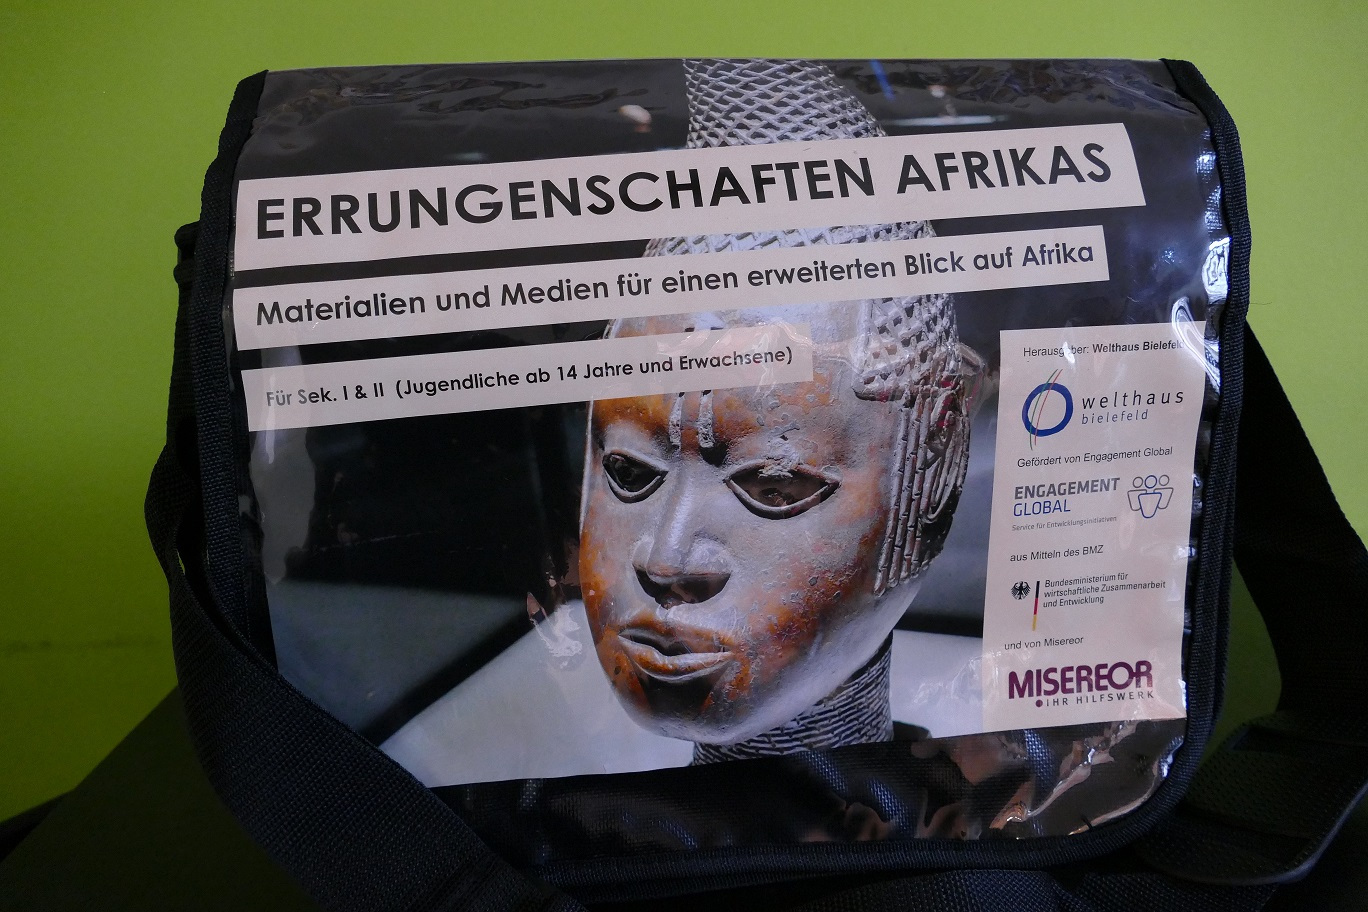 ERRUNGENSCHAFTEN AFRIKAS
Materialien und Medien für einen erweiterten Blick auf Afrika
Für Sek. I & II (Jugendliche ab 14 Jahre und Erwachsene)
Herausgeber: Welthaus Bielefeld
welthaus
bielefeld
Gefördert von Engagement Global
ENGAGEMENT
GLOBAL
Service für Entwicklungsinitiativen
aus Mitteln des BMZ
Bundesministerium für
wirtschaftliche Zusammenarbeit
und Entwicklung
und von Misereor
MISEREOR
IHR HILFSWERK